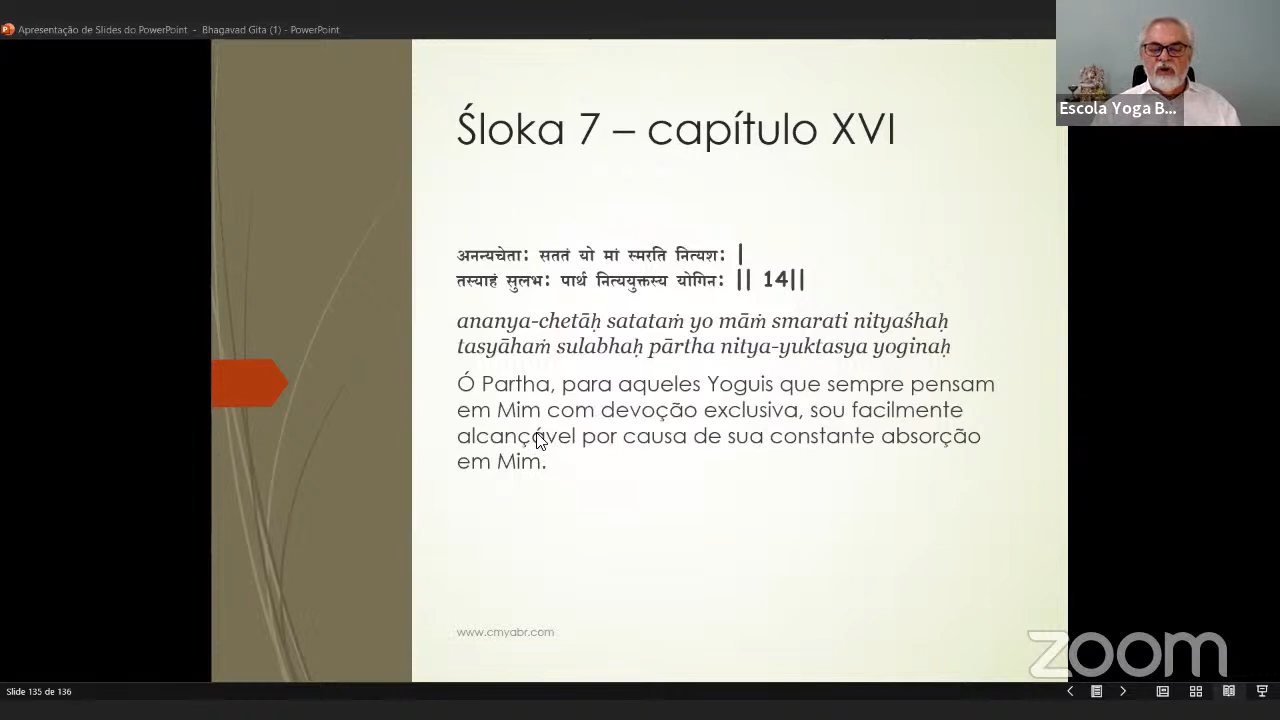 Apresentação de Slides do PowerPoint - Bhagavad Gita (1) - PowerPoint
Escola Yoga B...
Śloka 7 – capítulo XVI
अनन्यचेता: सततं यो मां स्मरति नित्यश: |
तस्याहं सुलभ: पार्थ नित्ययुक्तस्य योगिन: || 14||
ananya-chetāḥ satataṁ yo māṁ smarati nityaśhaḥ
tasyāhaṁ sulabhaḥ pārtha nitya-yuktasya yoginaḥ
Ó Partha, para aqueles Yoguis que sempre pensam
em Mim com devoção exclusiva, sou facilmente
alcançável por causa de sua constante absorção
em Mim.
www.cmyabr.com
zoom
Slide 135 de 136